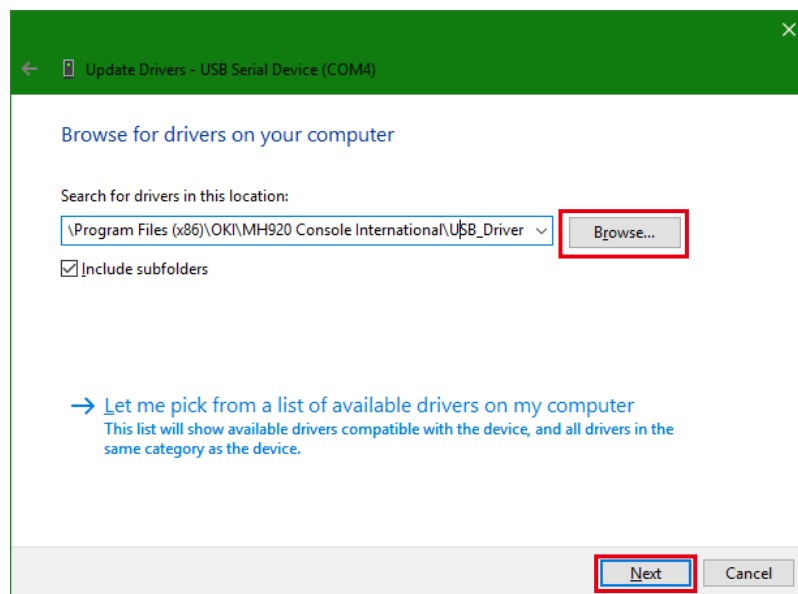 Update Drivers - USB Serial Device (COM4)
Browse for drivers on your computer
Search for drivers in this location:
\Program Files (x86)\OKI\MH920 Console International\USB_Driver
Browse...
Include subfolders
Let me pick from a list of available drivers on my computer
This list will show available drivers compatible with the device, and all drivers in the
same category as the device.
Next
Cancel